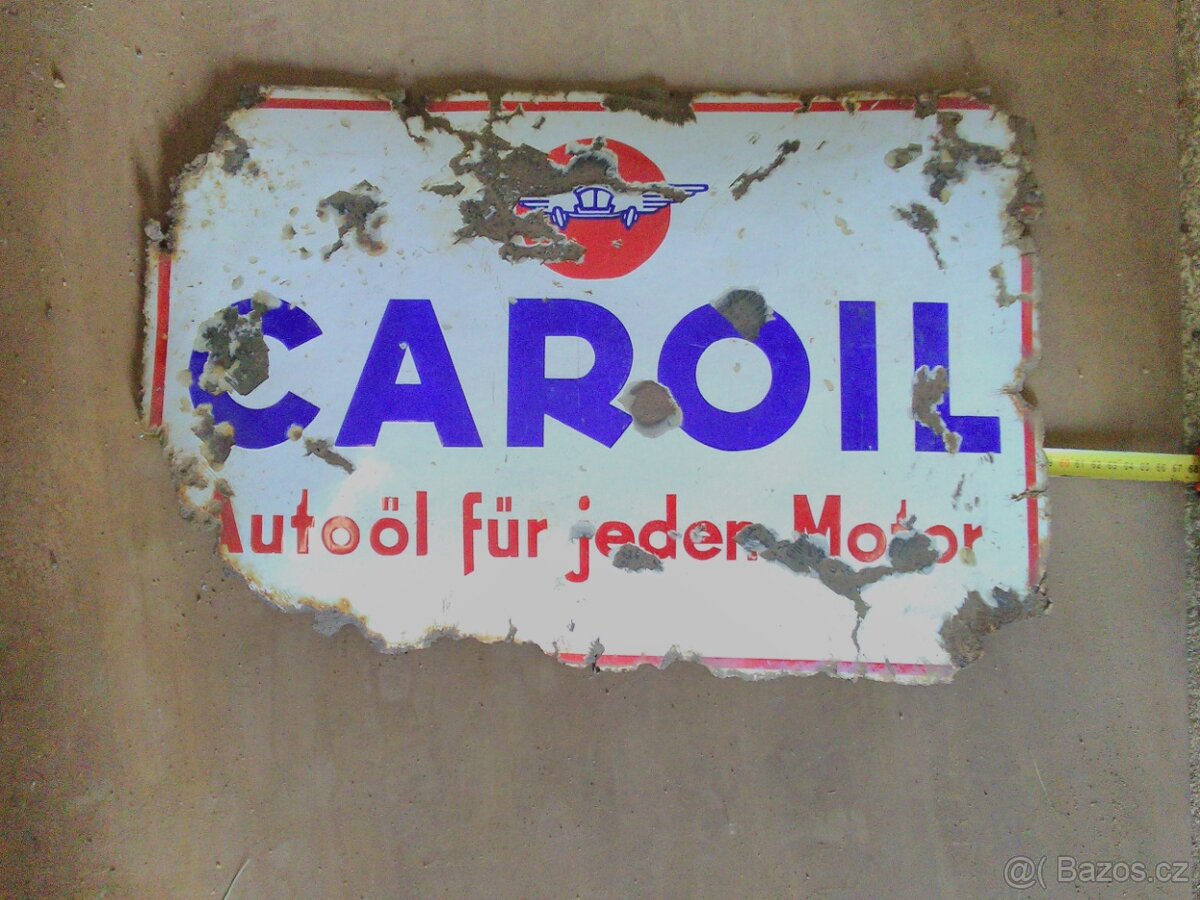 CAROIL
Autoöl für jeden Motor
@( Bazos.cz